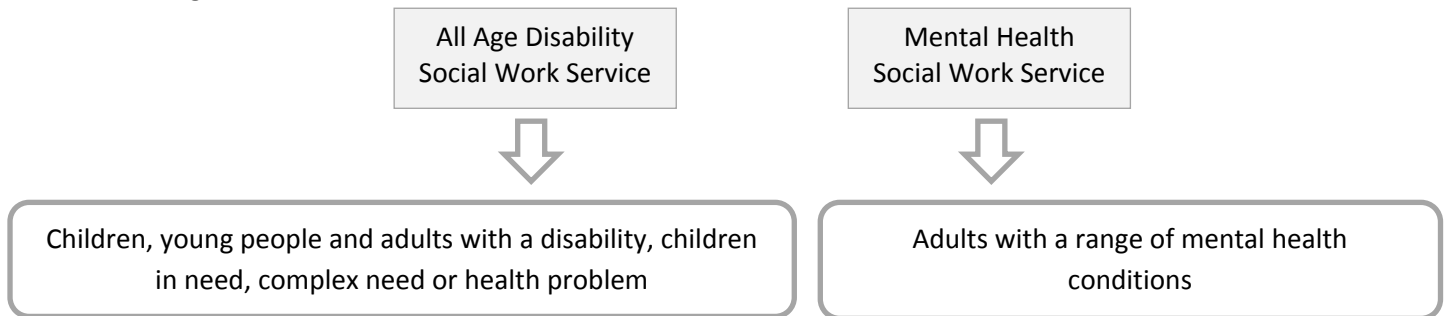 All Age Disability
Social Work Service
Mental Health
Social Work Service
Children, young people and adults with a disability, children
in need, complex need or health problem
Adults with a range of mental health
conditions